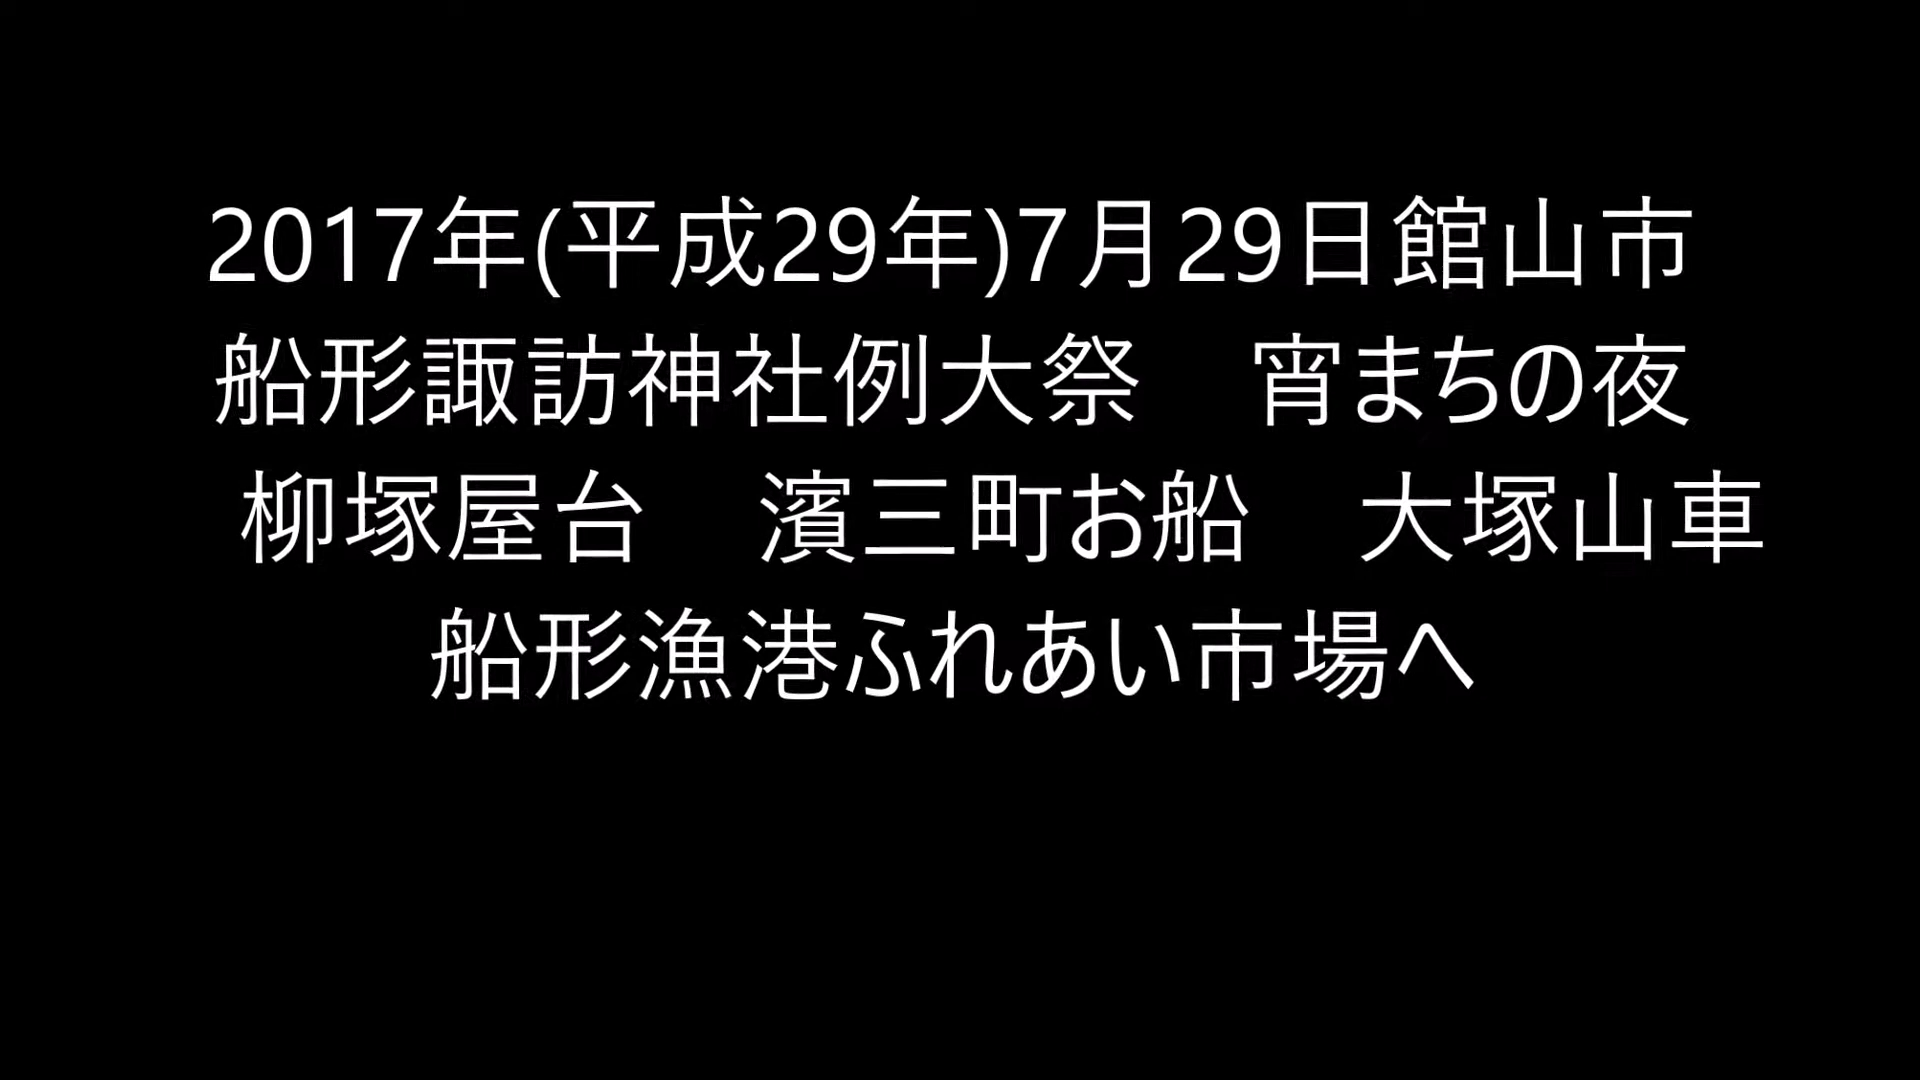 2017年(平成29年)7月29日館山市
船形諏訪神社例大祭　宵まちの夜
柳塚屋台　濱三町お船　大塚山車
船形漁港ふれあい市場へ